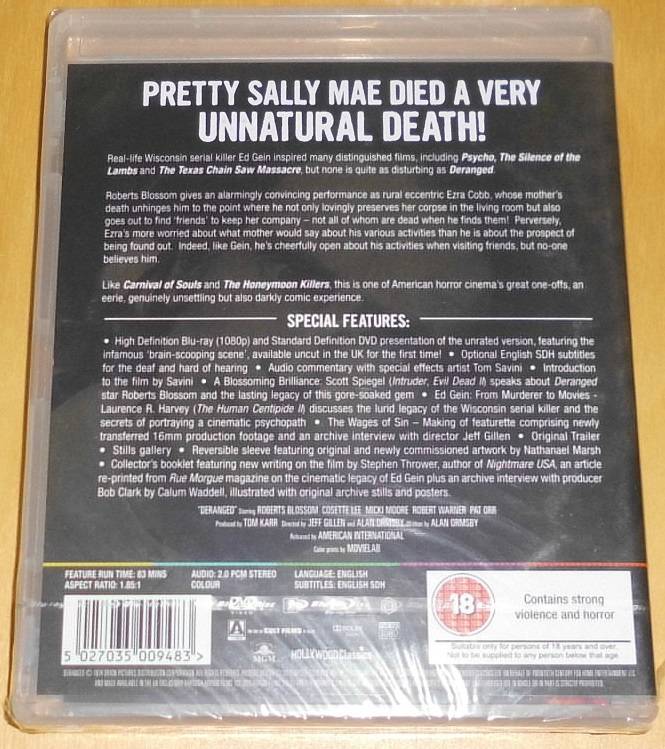 PRETTY SALLY MAE DIED A VERY
UNNATURAL DEATH!
Real-life Wisconsin serial killer Ed Gein inspired many distinguished films, including Psycho, The Silence of the
Lambs and The Texas Chain Saw Massacre, but none is quite as disturbing as Deranged.
Roberts Blossom gives an alarmingly convincing performance as rural eccentric Ezra Cobb, whose mother's
death unhinges him to the point where he not only lovingly preserves her corpse in the living room but also
goes out to find 'friends' to keep her company – not all of whom are dead when he finds them! Perversely,
Ezra's more worried about what mother would say about his various activities than he is about the prospect of
being found out. Indeed, like Gein, he's cheerfully open about his activities when visiting friends, but no-one
believes him.
Like Carnival of Souls and The Honeymoon Killers, this is one of American horror cinema's great one-offs, an
eerie, genuinely unsettling but also darkly comic experience.
SPECIAL FEATURES:
• High Definition Blu-ray (1080p) and Standard Definition DVD presentation of the unrated version, featuring the
infamous 'brain-scooping scene', available uncut in the UK for the first time! • Optional English SDH subtitles
for the deaf and hard of hearing • Audio commentary with special effects artist Tom Savini • Introduction
to the film by Savini • A Blossoming Brilliance: Scott Spiegel (Intruder, Evil Dead II) speaks about Deranged
star Roberts Blossom and the lasting legacy of this gore-soaked gem • Ed Gein: From Murderer to Movies -
Laurence R. Harvey (The Human Centipide II) discusses the lurid legacy of the Wisconsin serial killer and the
secrets of portraying a cinematic psychopath • The Wages of Sin – Making of featurette comprising newly
transferred 16mm production footage and an archive interview with director Jeff Gillen • Original Trailer
• Stills gallery • Reversible sleeve featuring original and newly commissioned artwork by Nathanael Marsh
• Collector's booklet featuring new writing on the film by Stephen Thrower, author of Nightmare USA, an article
re-printed from Rue Morgue magazine on the cinematic legacy of Ed Gein plus an archive interview with producer
Bob Clark by Calum Waddell, illustrated with original archive stills and posters.
"DERANGED" Starring ROBERTS BLOSSOM COSETTE LEE MICKI MOORE ROBERT WARNER PAT ORR
Produced by TOM KARR Directed by JEFF GILLEN and ALAN ORMSBY Written by ALAN ORMSBY
Released by AMERICAN INTERNATIONAL
Color prints by MOVIELAB
FEATURE RUN TIME: 83 MINS AUDIO: 2.0 PCM STEREO LANGUAGE: ENGLISH
ASPECT RATIO: 1.85:1 COLOUR SUBTITLES: ENGLISH SDH
18 Contains strong
violence and horror
Suitable only for persons of 18 years and over.
Not to be supplied to any person below that age.
DVD VIDEO
ARROW CULT FILMS
DOLBY
MGM HOLLYWOOD Classics
5 027035 009483 >